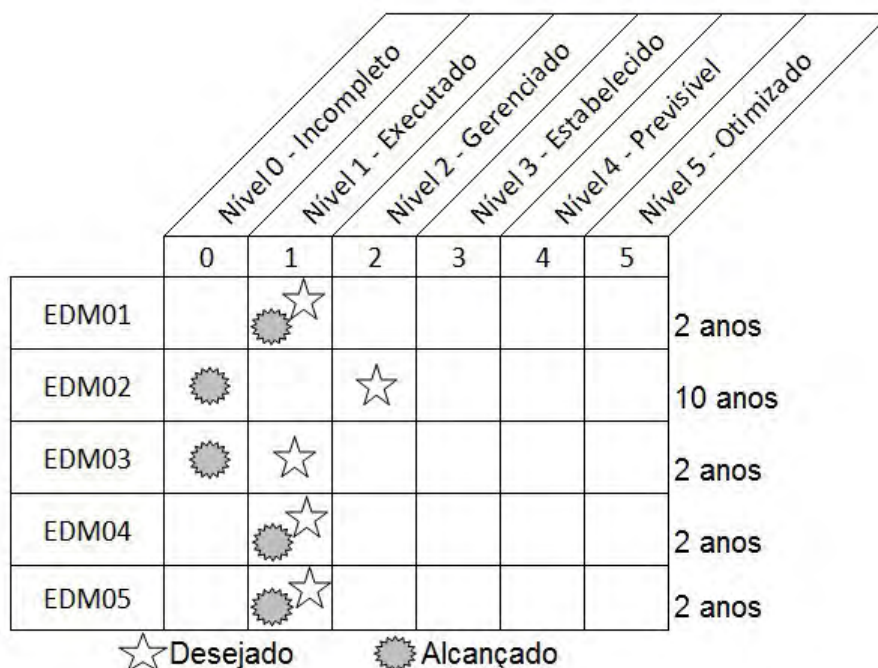 Nível 0 - Incompleto
Nível 1 - Executado
Nível 2 - Gerenciado
Nível 3 - Estabelecido
Nível 4 - Previsível
Nível 5 - Otimizado
0 1 2 3 4 5
EDM01 2 anos
EDM02 10 anos
EDM03 2 anos
EDM04 2 anos
EDM05 2 anos
Desejado Alcançado